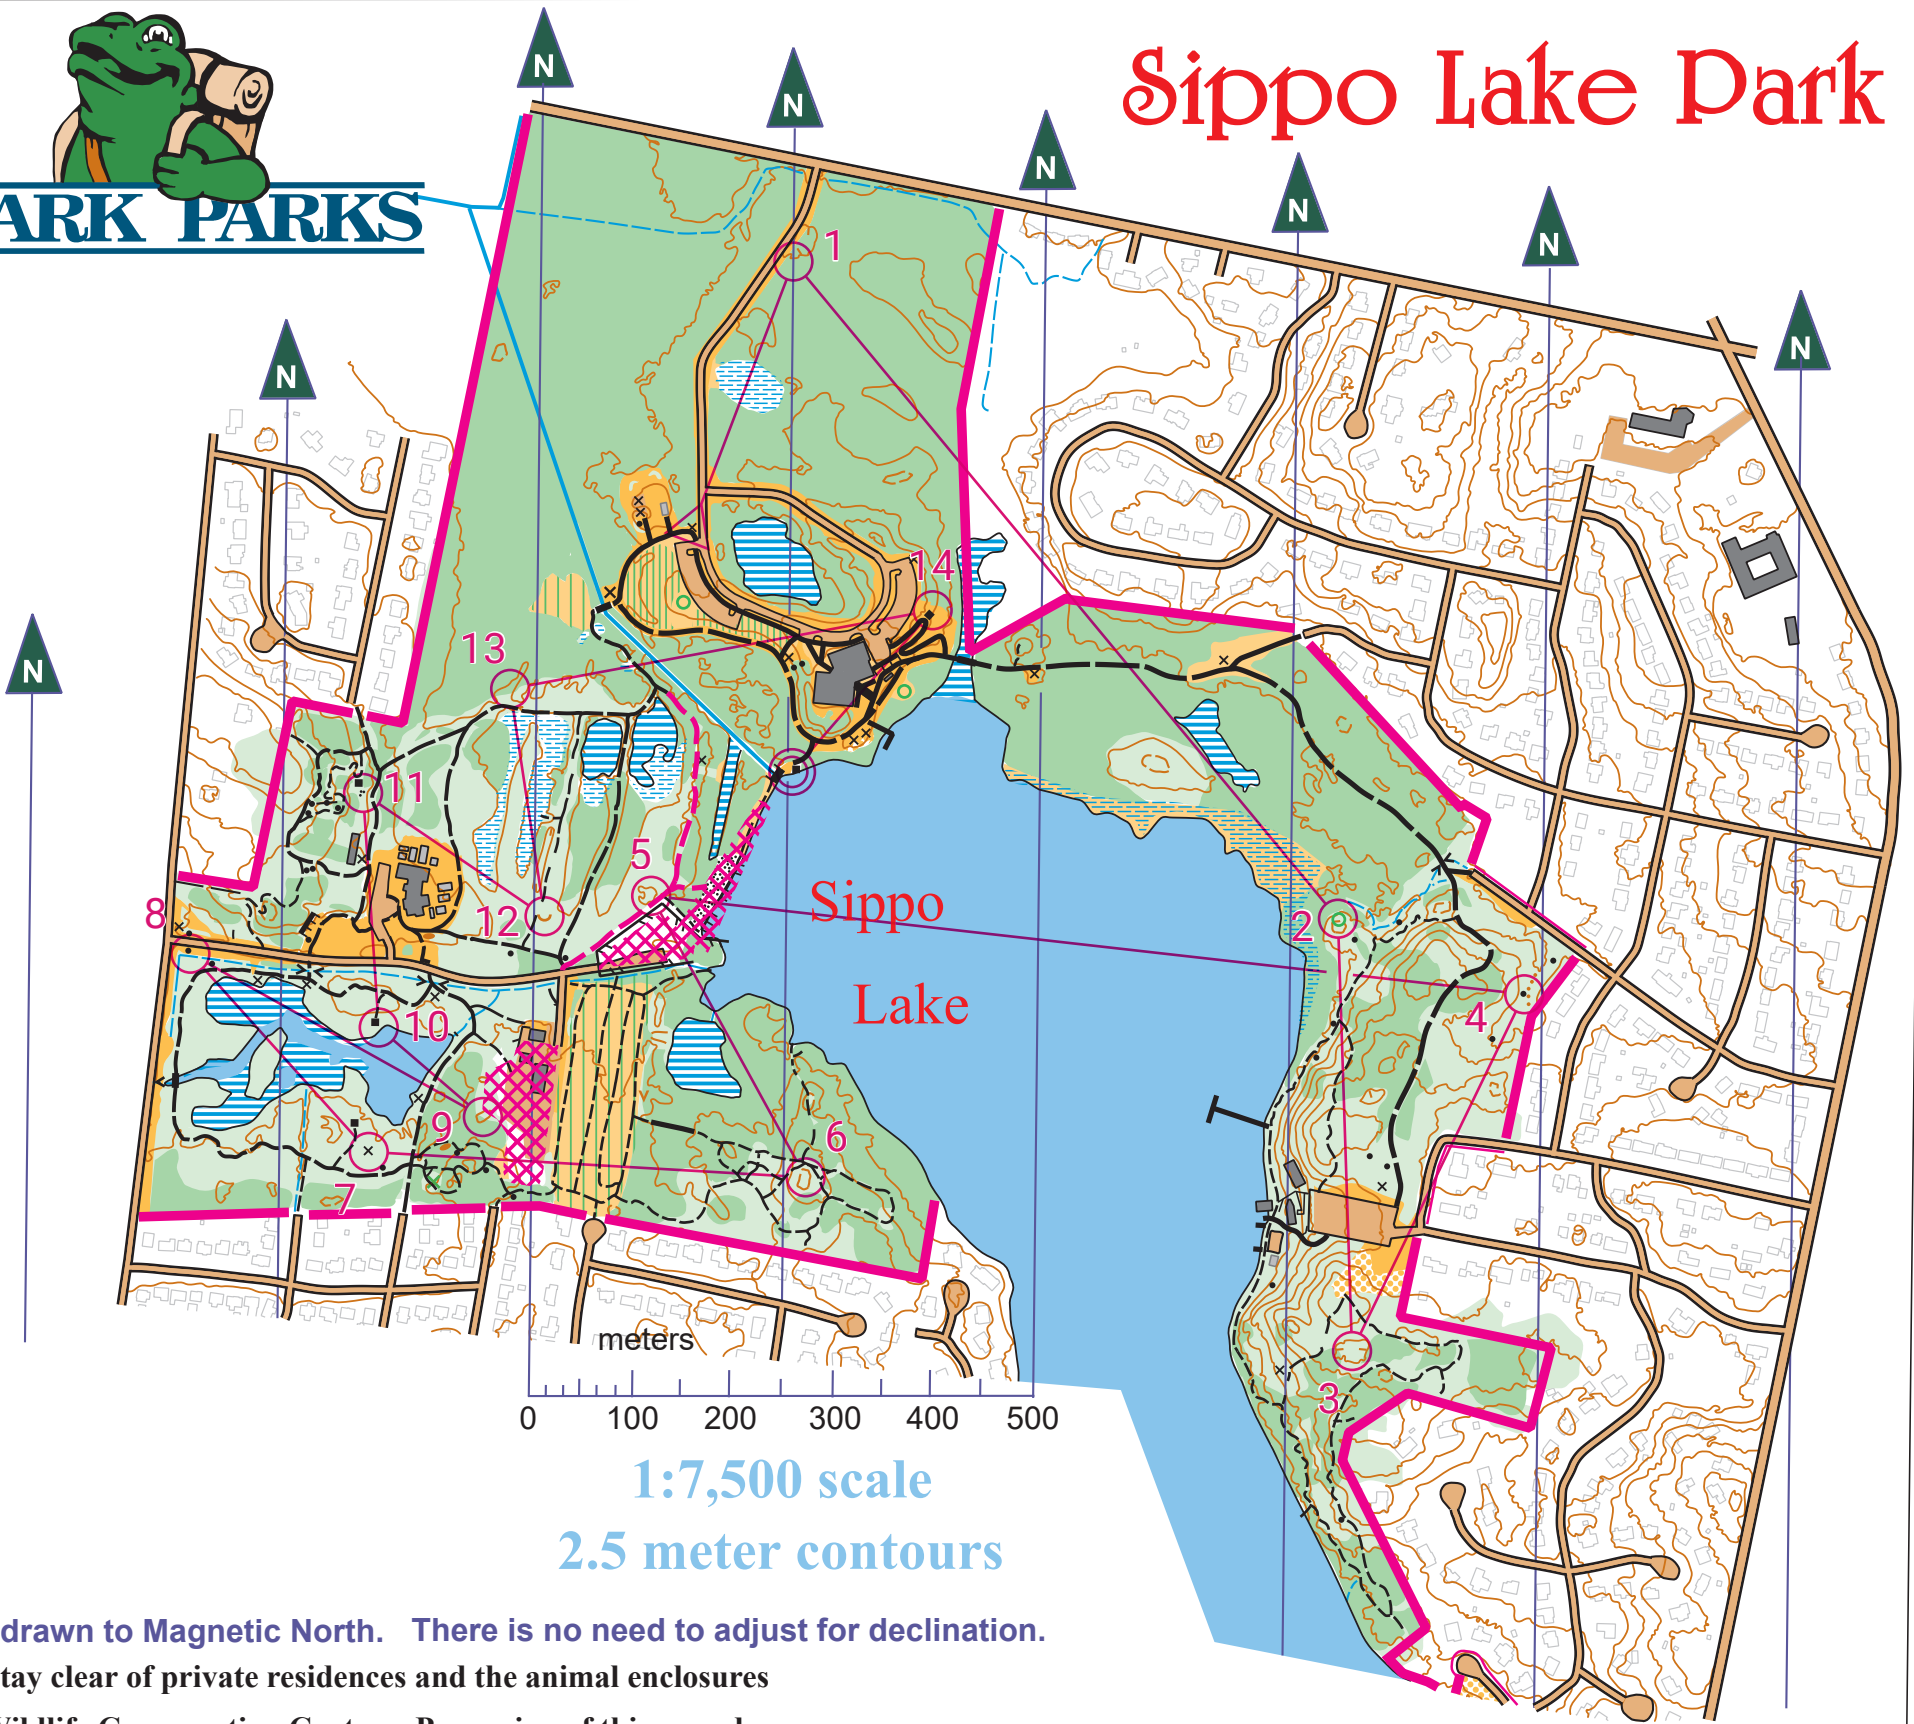 Sippo Lake Park
ARK PARKS
N
N
N
N
N
N
N
N
1
14
13
11
5
8
12
2
4
10
9
6
7
3
Sippo
Lake
meters
0 100 200 300 400 500
1:7,500 scale
2.5 meter contours
drawn to Magnetic North. There is no need to adjust for declination.
tay clear of private residences and the animal enclosures